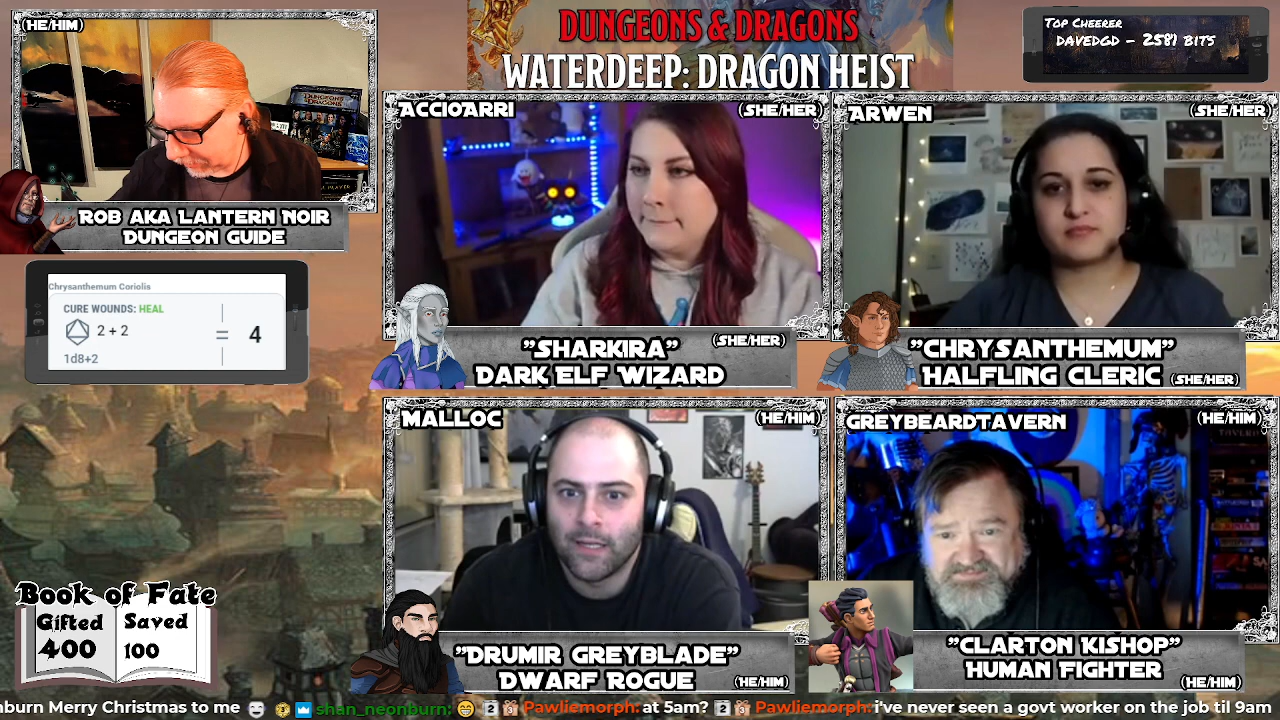 (HE/HIM)
DUNGEONS & DRAGONS
WATERDEEP: DRAGON HEIST
TOP CHEERER
DAVEDGD - 2581 BITS
ROB AKA LANTERN NOIR
DUNGEON GUIDE
ACCIOARRI
(SHE/HER)
"SHARKIRA"
(SHE/HER)
DARK ELF WIZARD
ARWEN
(SHE/HER)
"CHRYSANTHEMUM"
HALFLING CLERIC (SHE/HER)
Chrysanthemum Coriolis
CURE WOUNDS: HEAL
2 + 2 = 4
1d8+2
MALLOC
(HE/HIM)
"DRUMIR GREYBLADE"
DWARF ROGUE (HE/HIM)
GREYBEARDTAVERN
(HE/HIM)
"CLARTON KISHOP"
HUMAN FIGHTER
(HE/HIM)
Book of Fate
Gifted Saved
400 100
nburn Merry Christmas to me shan_neonburn: 2 Pawliemorph: at 5am? 2 Pawliemorph: i've never seen a govt worker on the job til 9am